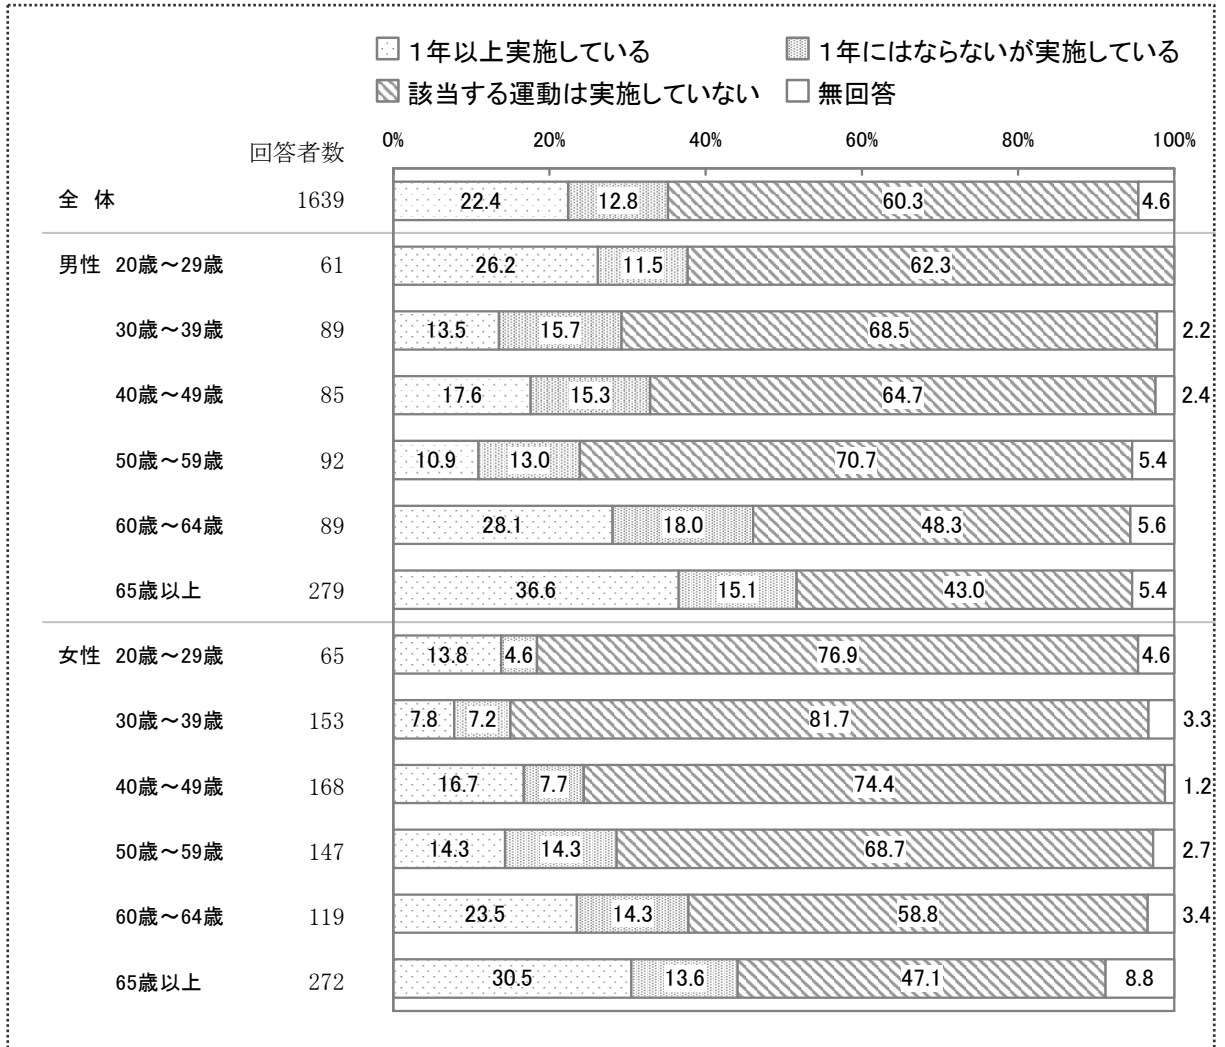 1年以上実施している 1年にはならないが実施している
該当する運動は実施していない 無回答
回答者数 0% 20% 40% 60% 80% 100%
全 体 1639 22.4 12.8 60.3 4.6
男性 20歳～29歳 61 26.2 11.5 62.3
30歳～39歳 89 13.5 15.7 68.5 2.2
40歳～49歳 85 17.6 15.3 64.7 2.4
50歳～59歳 92 10.9 13.0 70.7 5.4
60歳～64歳 89 28.1 18.0 48.3 5.6
65歳以上 279 36.6 15.1 43.0 5.4
女性 20歳～29歳 65 13.8 4.6 76.9 4.6
30歳～39歳 153 7.8 7.2 81.7 3.3
40歳～49歳 168 16.7 7.7 74.4 1.2
50歳～59歳 147 14.3 14.3 68.7 2.7
60歳～64歳 119 23.5 14.3 58.8 3.4
65歳以上 272 30.5 13.6 47.1 8.8